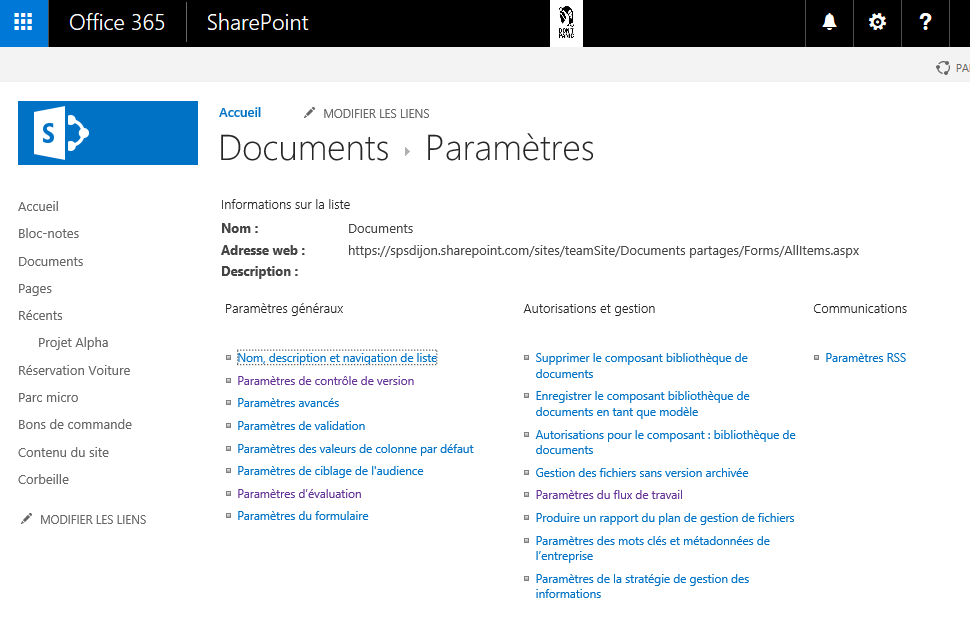 Office 365
SharePoint
DON'T
PANIC
?
PA
S
Accueil
MODIFIER LES LIENS
Documents
Paramètres
Accueil
Bloc-notes
Documents
Pages
Récents
Projet Alpha
Réservation Voiture
Parc micro
Bons de commande
Contenu du site
Corbeille
MODIFIER LES LIENS
Informations sur la liste
Nom : Documents
Adresse web : https://spsdijon.sharepoint.com/sites/teamSite/Documents partages/Forms/AllItems.aspx
Description :
Paramètres généraux
Nom, description et navigation de liste
Paramètres de contrôle de version
Paramètres avancés
Paramètres de validation
Paramètres des valeurs de colonne par défaut
Paramètres de ciblage de l'audience
Paramètres d'évaluation
Paramètres du formulaire
Autorisations et gestion
Supprimer le composant bibliothèque de
documents
Enregistrer le composant bibliothèque de
documents en tant que modèle
Autorisations pour le composant : bibliothèque de
documents
Gestion des fichiers sans version archivée
Paramètres du flux de travail
Produire un rapport du plan de gestion de fichiers
Paramètres des mots clés et métadonnées de
l'entreprise
Paramètres de la stratégie de gestion des
informations
Communications
Paramètres RSS